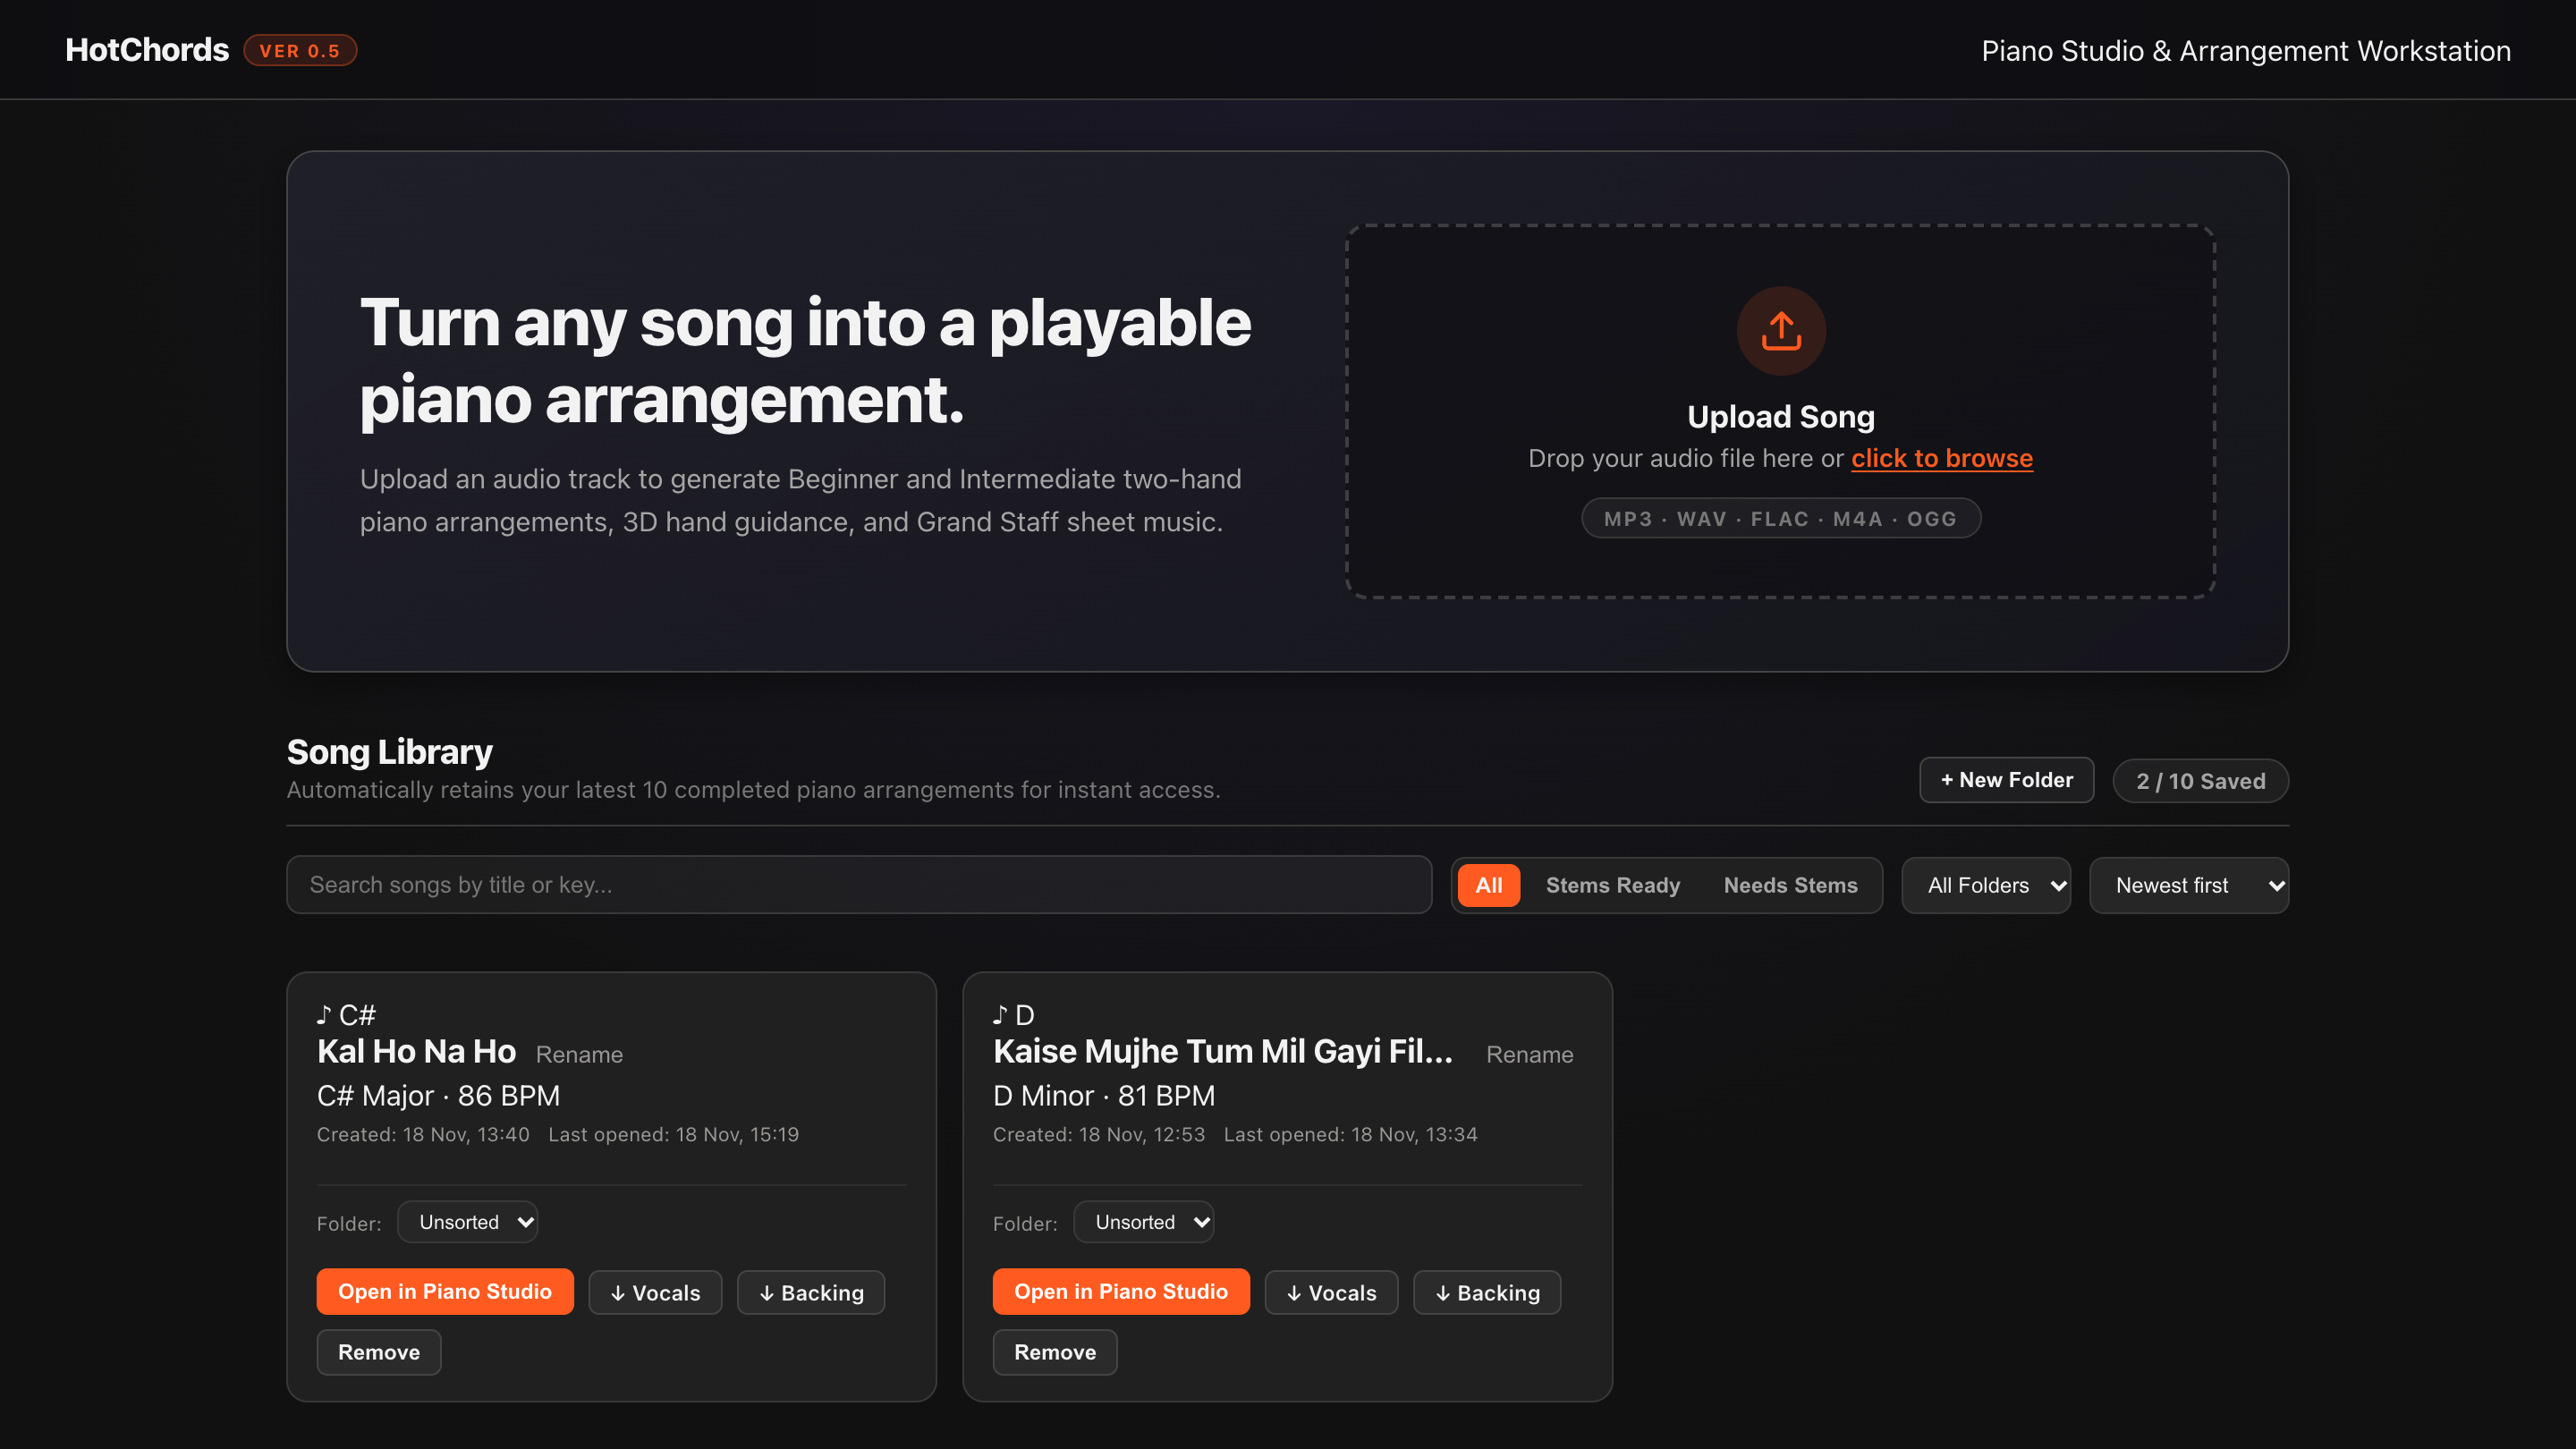 HotChords VER 0.5
Piano Studio & Arrangement Workstation
Turn any song into a playable
piano arrangement.
Upload an audio track to generate Beginner and Intermediate two-hand
piano arrangements, 3D hand guidance, and Grand Staff sheet music.
Upload Song
Drop your audio file here or click to browse
MP3 · WAV · FLAC · M4A · OGG
Song Library
Automatically retains your latest 10 completed piano arrangements for instant access.
+ New Folder
2 / 10 Saved
Search songs by title or key...
All
Stems Ready
Needs Stems
All Folders
Newest first
♪ C#
Kal Ho Na Ho Rename
C# Major · 86 BPM
Created: 18 Nov, 13:40 Last opened: 18 Nov, 15:19
Folder: Unsorted
Open in Piano Studio
↓ Vocals
↓ Backing
Remove
♪ D
Kaise Mujhe Tum Mil Gayi Fil... Rename
D Minor · 81 BPM
Created: 18 Nov, 12:53 Last opened: 18 Nov, 13:34
Folder: Unsorted
Open in Piano Studio
↓ Vocals
↓ Backing
Remove